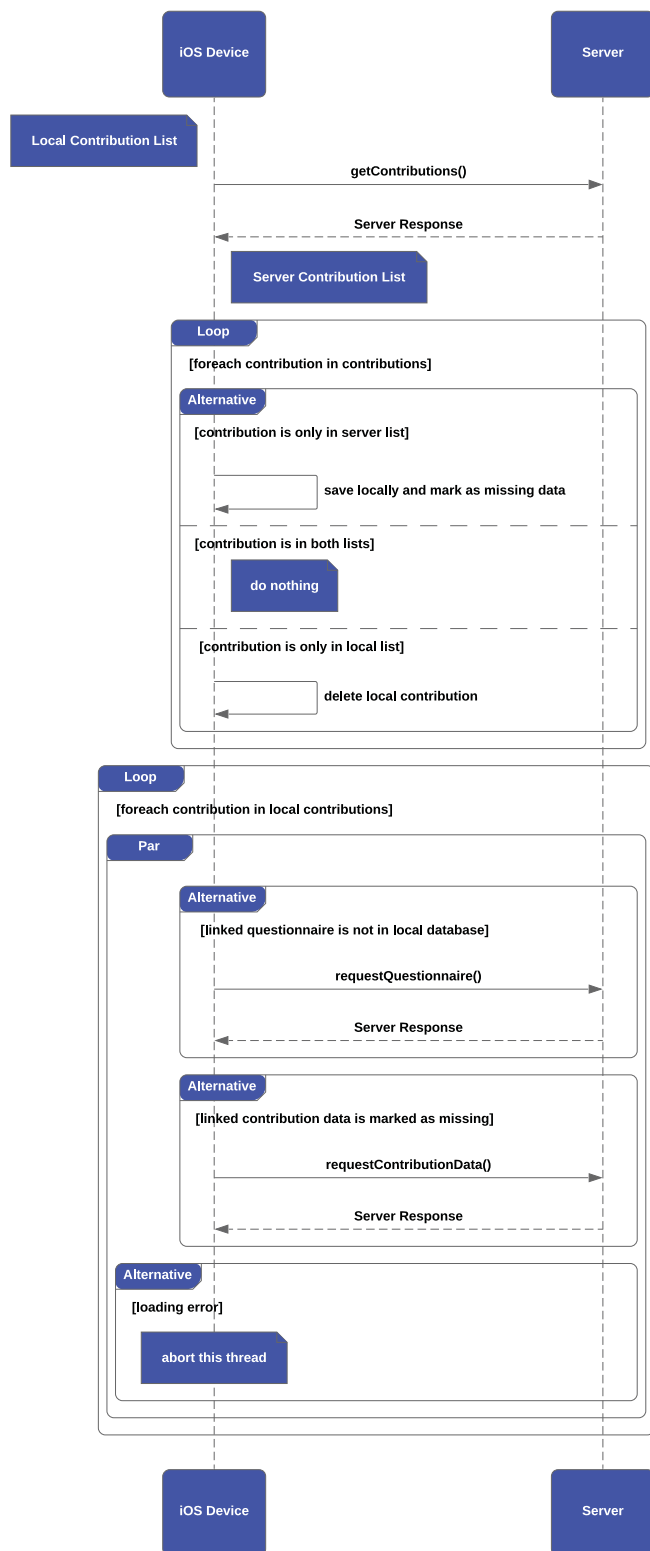 iOS Device
Server
Local Contribution List
getContributions()
Server Response
Server Contribution List
Loop
[foreach contribution in contributions]
Alternative
[contribution is only in server list]
save locally and mark as missing data
[contribution is in both lists]
do nothing
[contribution is only in local list]
delete local contribution
Loop
[foreach contribution in local contributions]
Par
Alternative
[linked questionnaire is not in local database]
requestQuestionnaire()
Server Response
Alternative
[linked contribution data is marked as missing]
requestContributionData()
Server Response
Alternative
[loading error]
abort this thread
iOS Device
Server